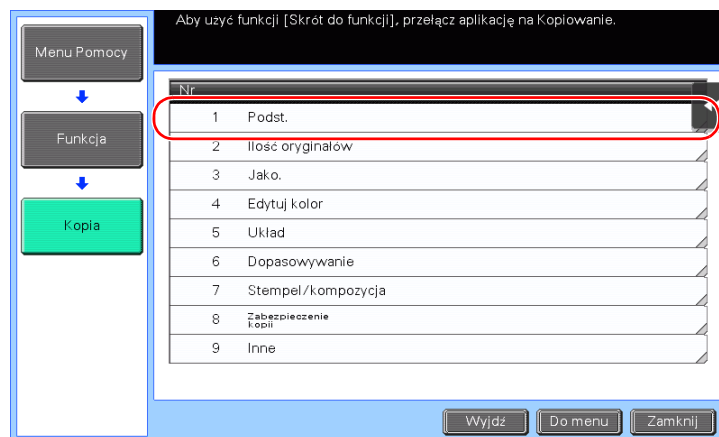 Aby użyć funkcji [Skrót do funkcji], przełącz aplikację na Kopiowanie.
Menu Pomocy
Funkcja
Kopia
Nr
1 Podst.
2 Ilość oryginałów
3 Jako.
4 Edytuj kolor
5 Układ
6 Dopasowywanie
7 Stempel/kompozycja
8 Zabezpieczenie
kopii
9 Inne
Wyjdź Do menu Zamknij